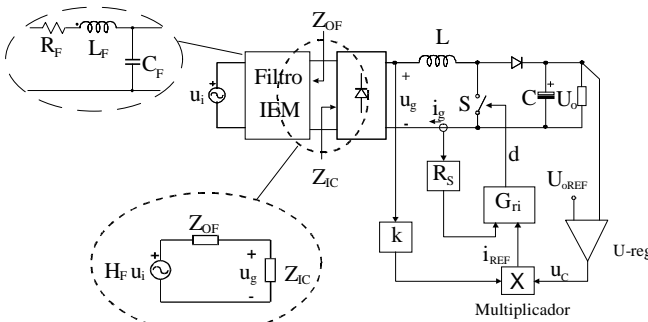 Z_OF
R_F
L_F
C_F
Filtro
IEM
u_i
+
Z_IC
+
u_g
-
i_g
L
S
d
C
+
U_o
R_S
G_ri
U_oREF
k
i_REF
X
u_C
U-reg
Multiplicador
Z_OF
+
H_F u_i
+
u_g
-
Z_IC